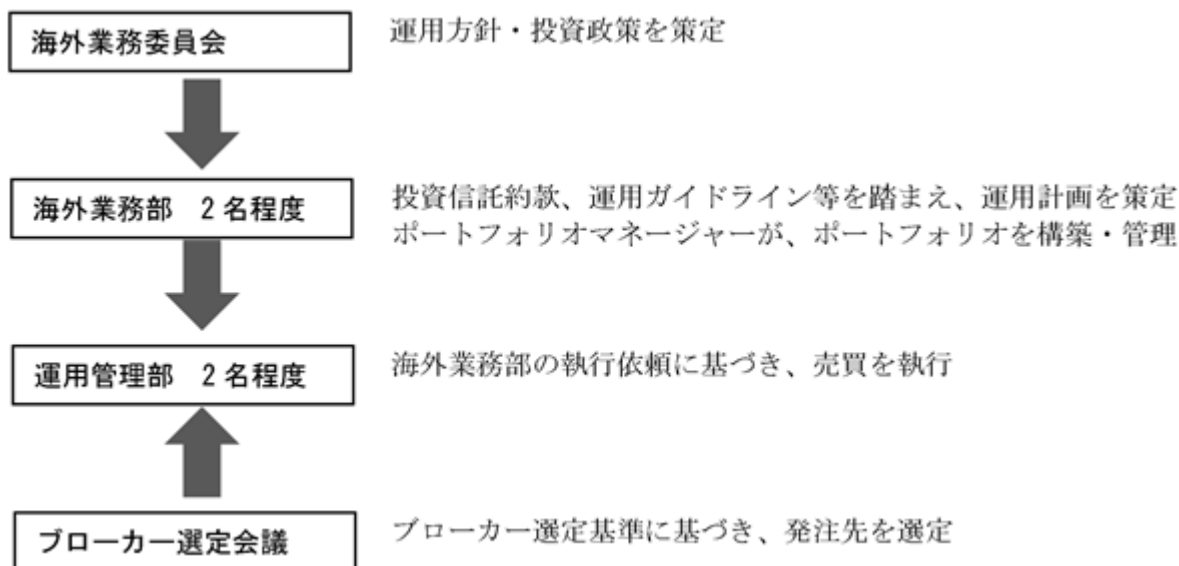 海外業務委員会
運用方針・投資政策を策定
海外業務部 2名程度
投資信託約款、運用ガイドライン等を踏まえ、運用計画を策定
ポートフォリオマネージャーが、ポートフォリオを構築・管理
運用管理部 2名程度
海外業務部の執行依頼に基づき、売買を執行
ブローカー選定会議
ブローカー選定基準に基づき、発注先を選定